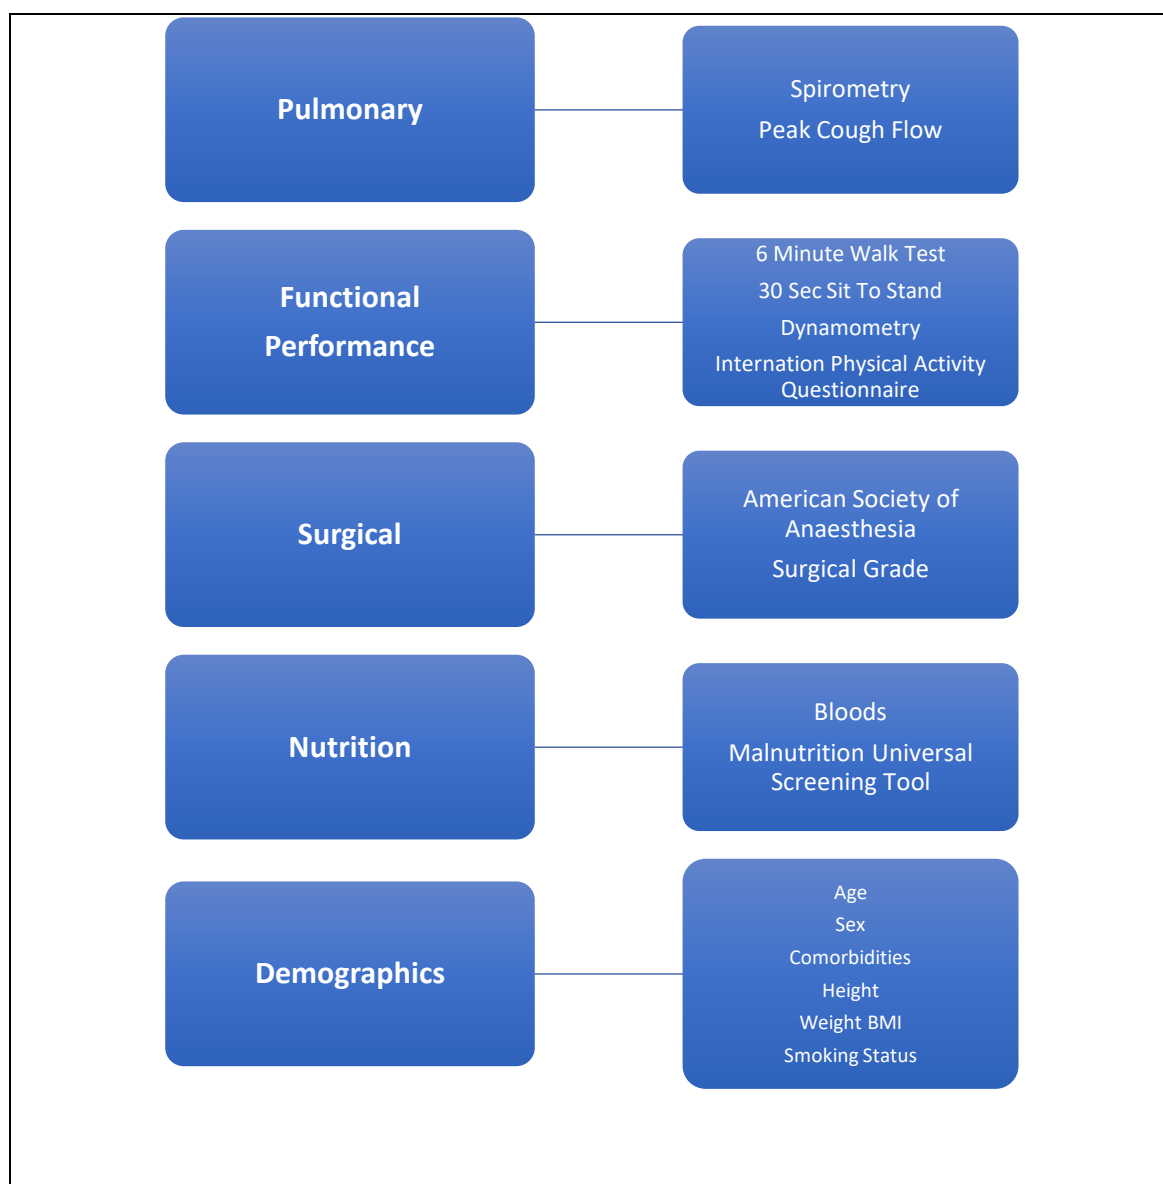 Pulmonary
Spirometry
Peak Cough Flow
Functional
Performance
6 Minute Walk Test
30 Sec Sit To Stand
Dynamometry
Internation Physical Activity
Questionnaire
Surgical
American Society of
Anaesthesia
Surgical Grade
Nutrition
Bloods
Malnutrition Universal
Screening Tool
Demographics
Age
Sex
Comorbidities
Height
Weight BMI
Smoking Status